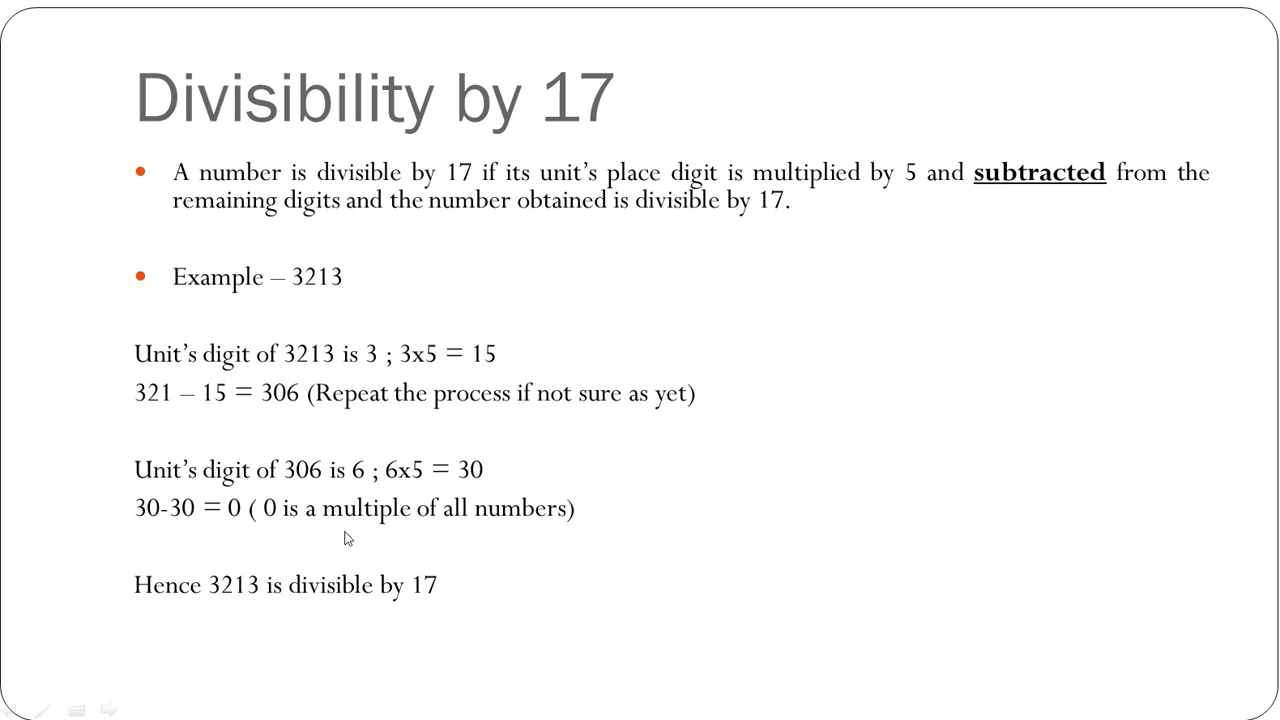 Divisibility by 17
A number is divisible by 17 if its unit's place digit is multiplied by 5 and subtracted from the
remaining digits and the number obtained is divisible by 17.
Example – 3213
Unit's digit of 3213 is 3 ; 3x5 = 15
321 – 15 = 306 (Repeat the process if not sure as yet)
Unit's digit of 306 is 6 ; 6x5 = 30
30-30 = 0 ( 0 is a multiple of all numbers)
Hence 3213 is divisible by 17